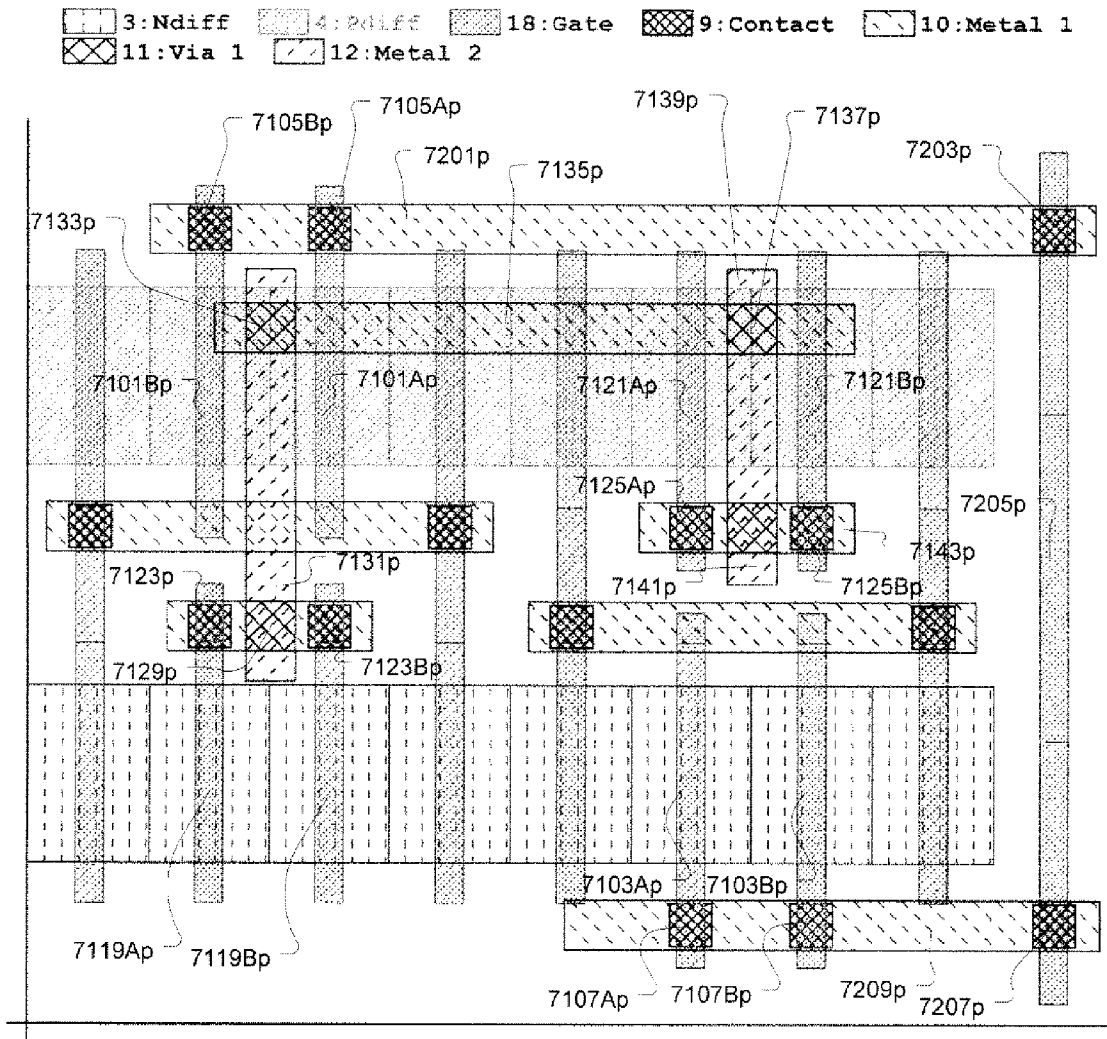 3:Ndiff 4:Pdiff 18:Gate 9:Contact 10:Metal 1
11:Via 1 12:Metal 2
7105Bp 7105Ap 7139p 7137p
7201p 7135p 7203p
7133p
7101Bp 7101Ap 7121Ap 7121Bp
7125Ap
7205p
7123p 7131p 7141p 7143p
7125Bp
7129p 7123Bp
7103Ap 7103Bp
7119Ap 7119Bp
7107Ap 7107Bp 7209p 7207p